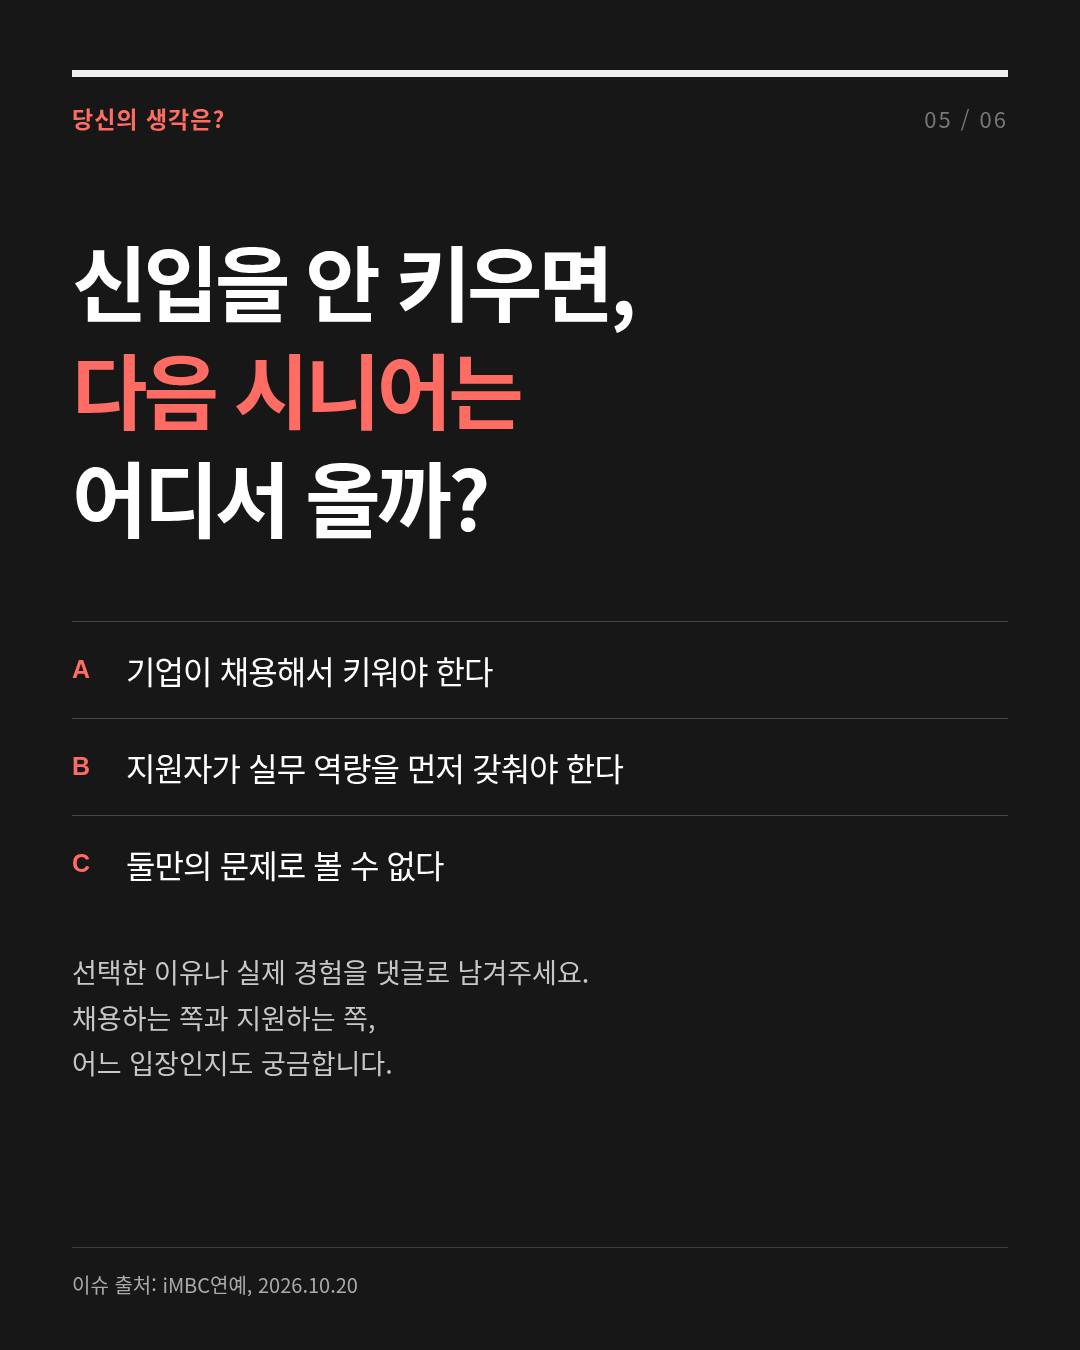 당신의 생각은?
05 / 06
신입을 안 키우면,
다음 시니어는
어디서 올까?
A 기업이 채용해서 키워야 한다
B 지원자가 실무 역량을 먼저 갖춰야 한다
C 둘만의 문제로 볼 수 없다
선택한 이유나 실제 경험을 댓글로 남겨주세요.
채용하는 쪽과 지원하는 쪽,
어느 입장인지도 궁금합니다.
이슈 출처: iMBC연예, 2026.10.20